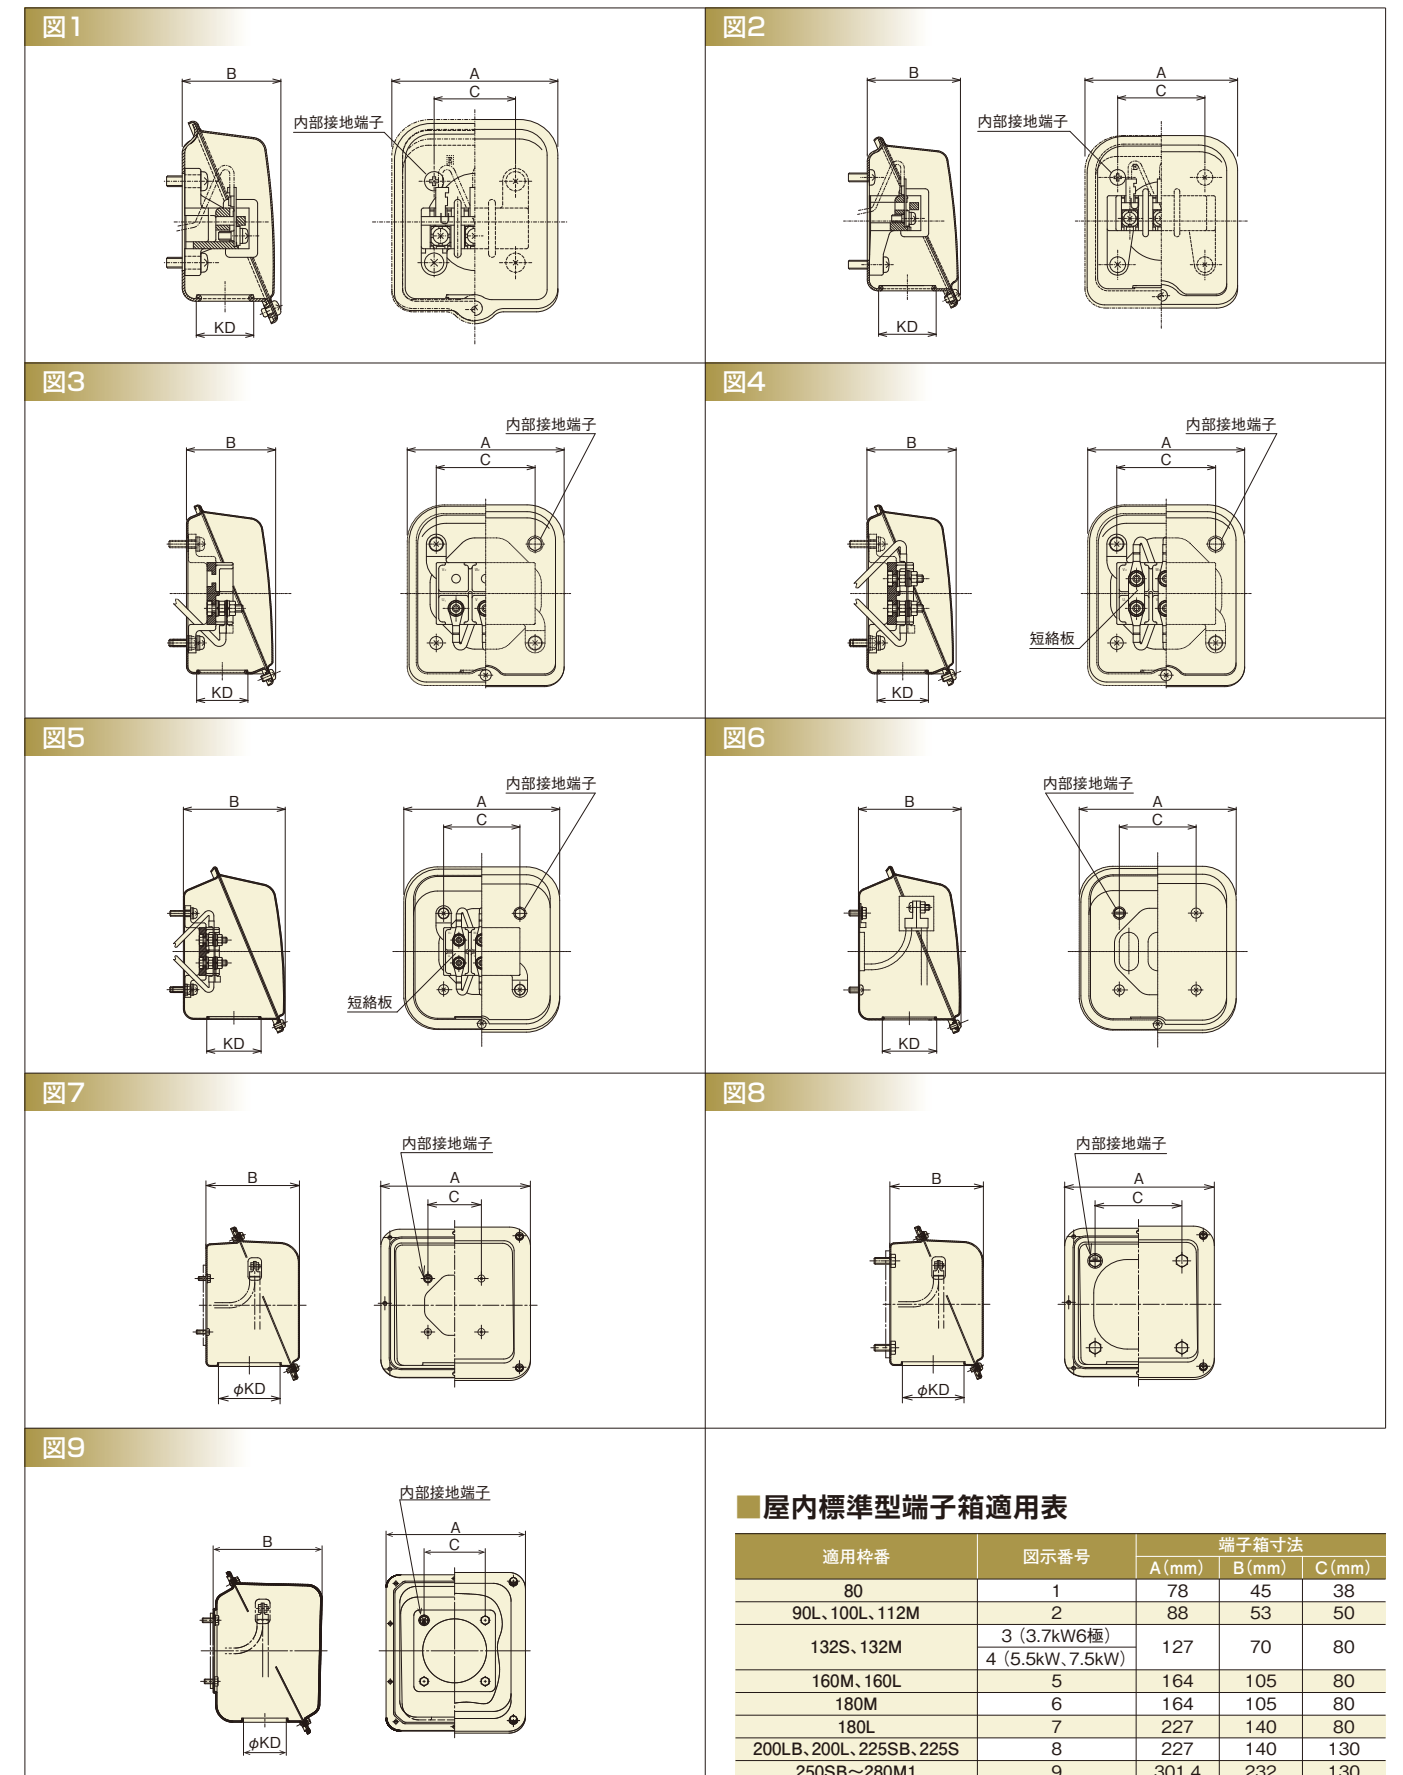 図1
B
A
C
内部接地端子
KD
図2
B
A
C
内部接地端子
KD
図3
内部接地端子
B
A
C
KD
図4
内部接地端子
B
A
C
短絡板
KD
図5
内部接地端子
B
A
C
短絡板
KD
図6
内部接地端子
B
A
C
KD
図7
内部接地端子
B
A
C
φKD
図8
内部接地端子
B
A
C
φKD
図9
内部接地端子
B
A
C
φKD
■屋内標準型端子箱適用表
適用枠番 図示番号 端子箱寸法
A(mm) B(mm) C(mm)
80 1 78 45 38
90L、100L、112M 2 88 53 50
132S、132M 3(3.7kW6極) 127 70 80
4(5.5kW、7.5kW)
160M、160L 5 164 105 80
180M 6 164 105 80
180L 7 227 140 80
200LB、200L、225SB、225S 8 227 140 130
250SB〜280M1 9 301.4 232 130